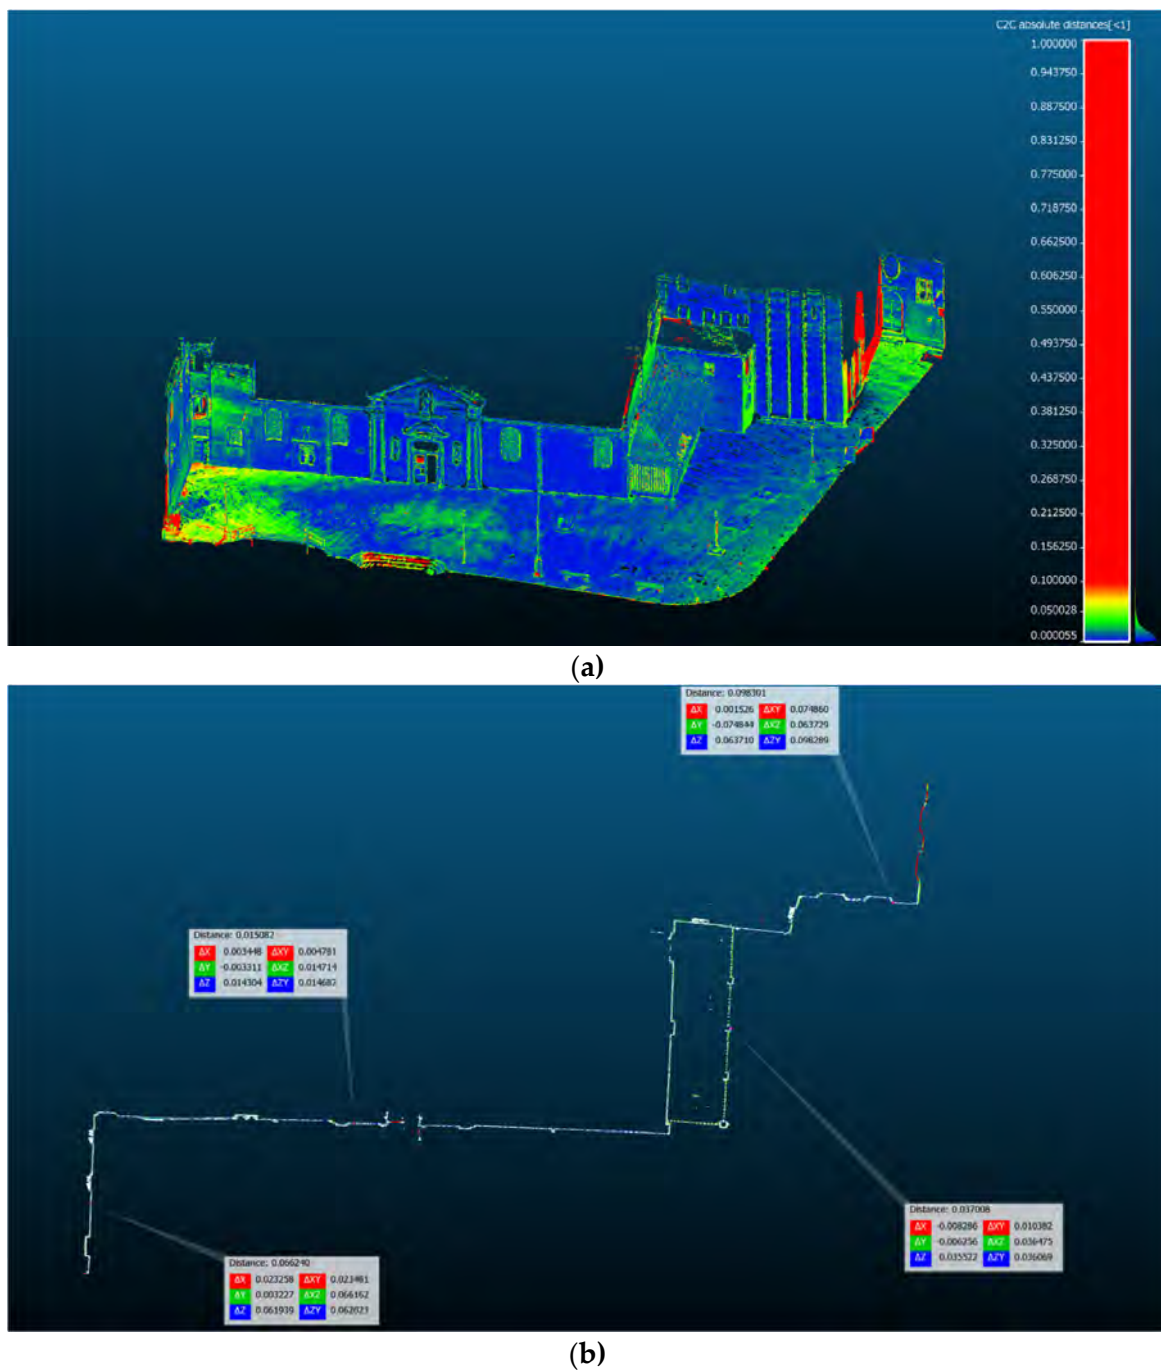 C2C absolute distances[<1]
1.000000
0.943750
0.887500
0.831250
0.775000
0.718750
0.662500
0.606250
0.550000
0.493750
0.437500
0.381250
0.325000
0.268750
0.212500
0.156250
0.100000
0.050028
0.000055
(a)
Distance: 0.098301
ΔX 0.001526 ΔXY 0.074860
ΔY -0.074844 ΔXZ 0.063729
ΔZ 0.063710 ΔZY 0.098289
Distance: 0.015082
ΔX 0.003448 ΔXY 0.004781
ΔY -0.003311 ΔXZ 0.014714
ΔZ 0.014304 ΔZY 0.014682
Distance: 0.037008
ΔX -0.008286 ΔXY 0.010382
ΔY -0.006256 ΔXZ 0.036475
ΔZ 0.035522 ΔZY 0.036069
Distance: 0.066240
ΔX 0.023258 ΔXY 0.023481
ΔY 0.003227 ΔXZ 0.066162
ΔZ 0.061939 ΔZY 0.062023
(b)